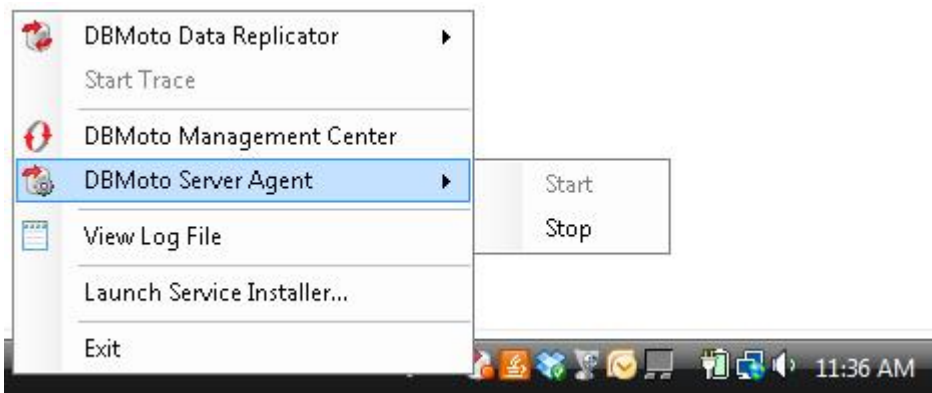 DBMoto Data Replicator
Start Trace
DBMoto Management Center
DBMoto Server Agent
Start
Stop
View Log File
Launch Service Installer...
Exit
11:36 AM